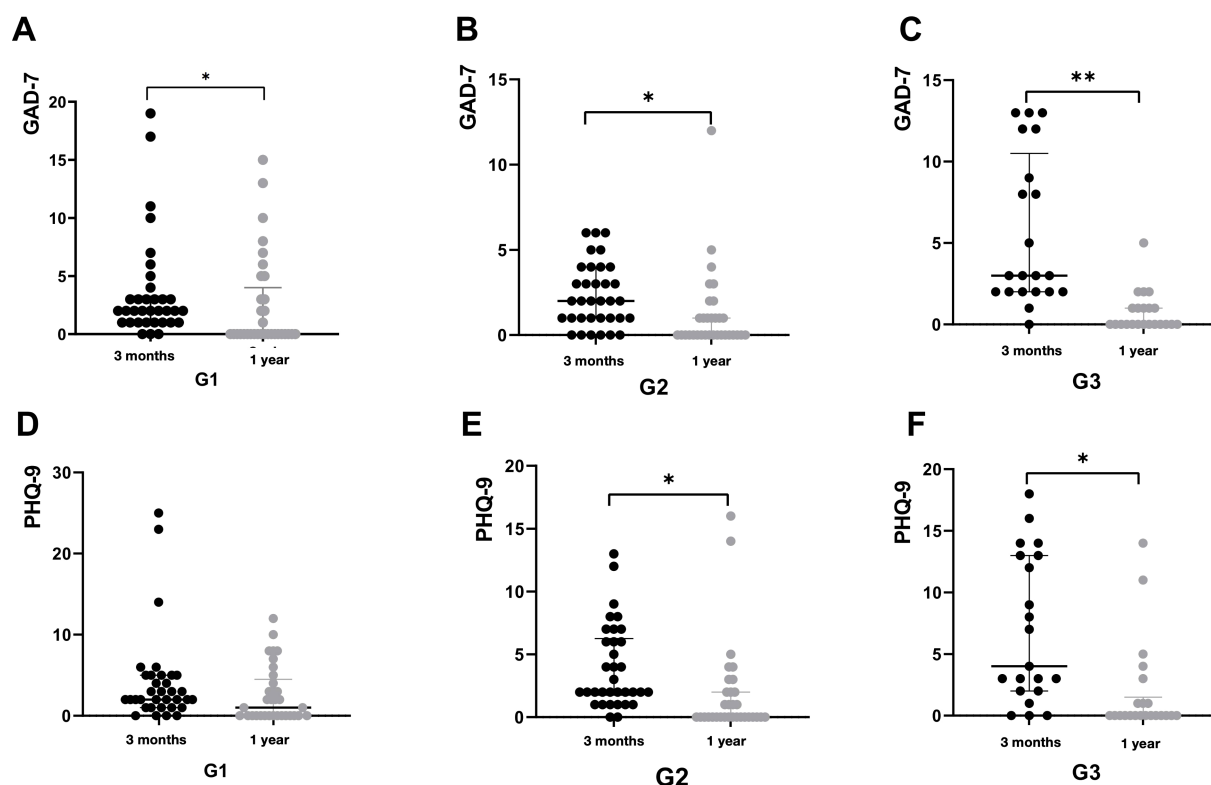 A
GAD-7
*
20
15
10
5
0
3 months
1 year
G1
B
GAD-7
*
15
10
5
0
3 months
1 year
G2
C
GAD-7
**
15
10
5
0
3 months
1 year
G3
D
PHQ-9
30
20
10
0
3 months
1 year
G1
E
PHQ-9
*
20
15
10
5
0
3 months
1 year
G2
F
PHQ-9
*
20
15
10
5
0
3 months
1 year
G3